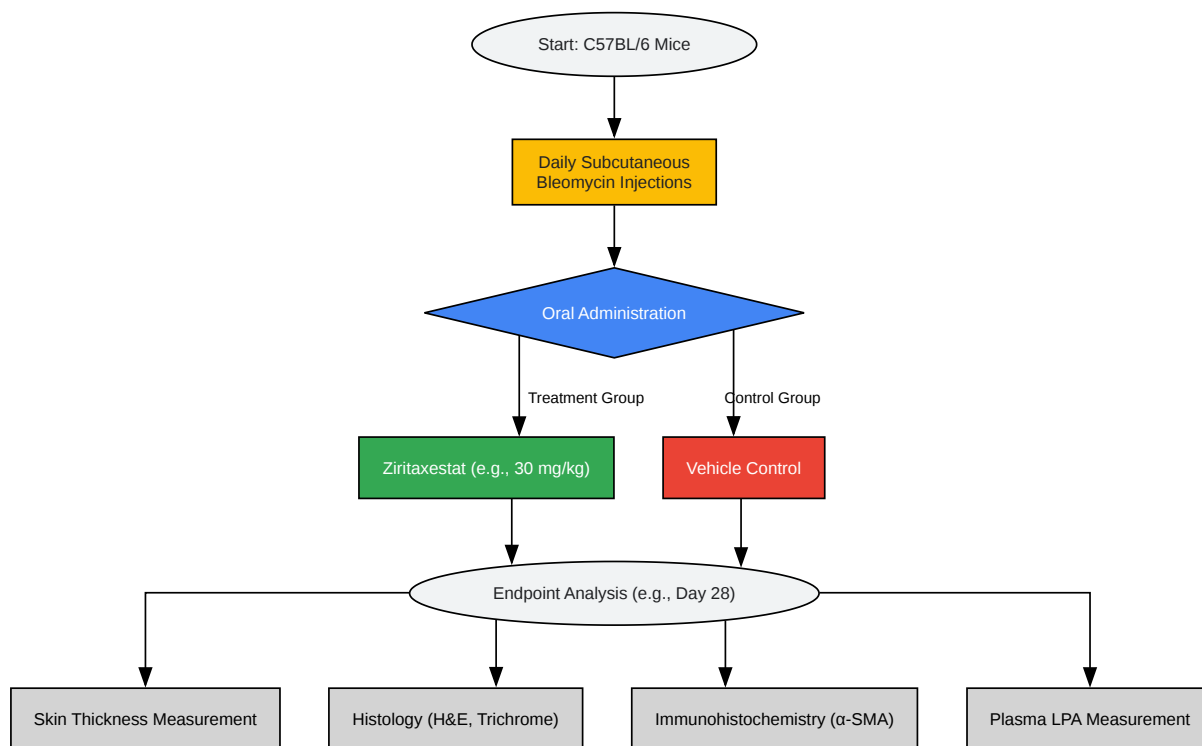 Start: C57BL/6 Mice
Daily Subcutaneous
Bleomycin Injections
Oral Administration
Treatment Group
Control Group
Ziritaxestat (e.g., 30 mg/kg)
Vehicle Control
Endpoint Analysis (e.g., Day 28)
Skin Thickness Measurement
Histology (H&E, Trichrome)
Immunohistochemistry (α-SMA)
Plasma LPA Measurement